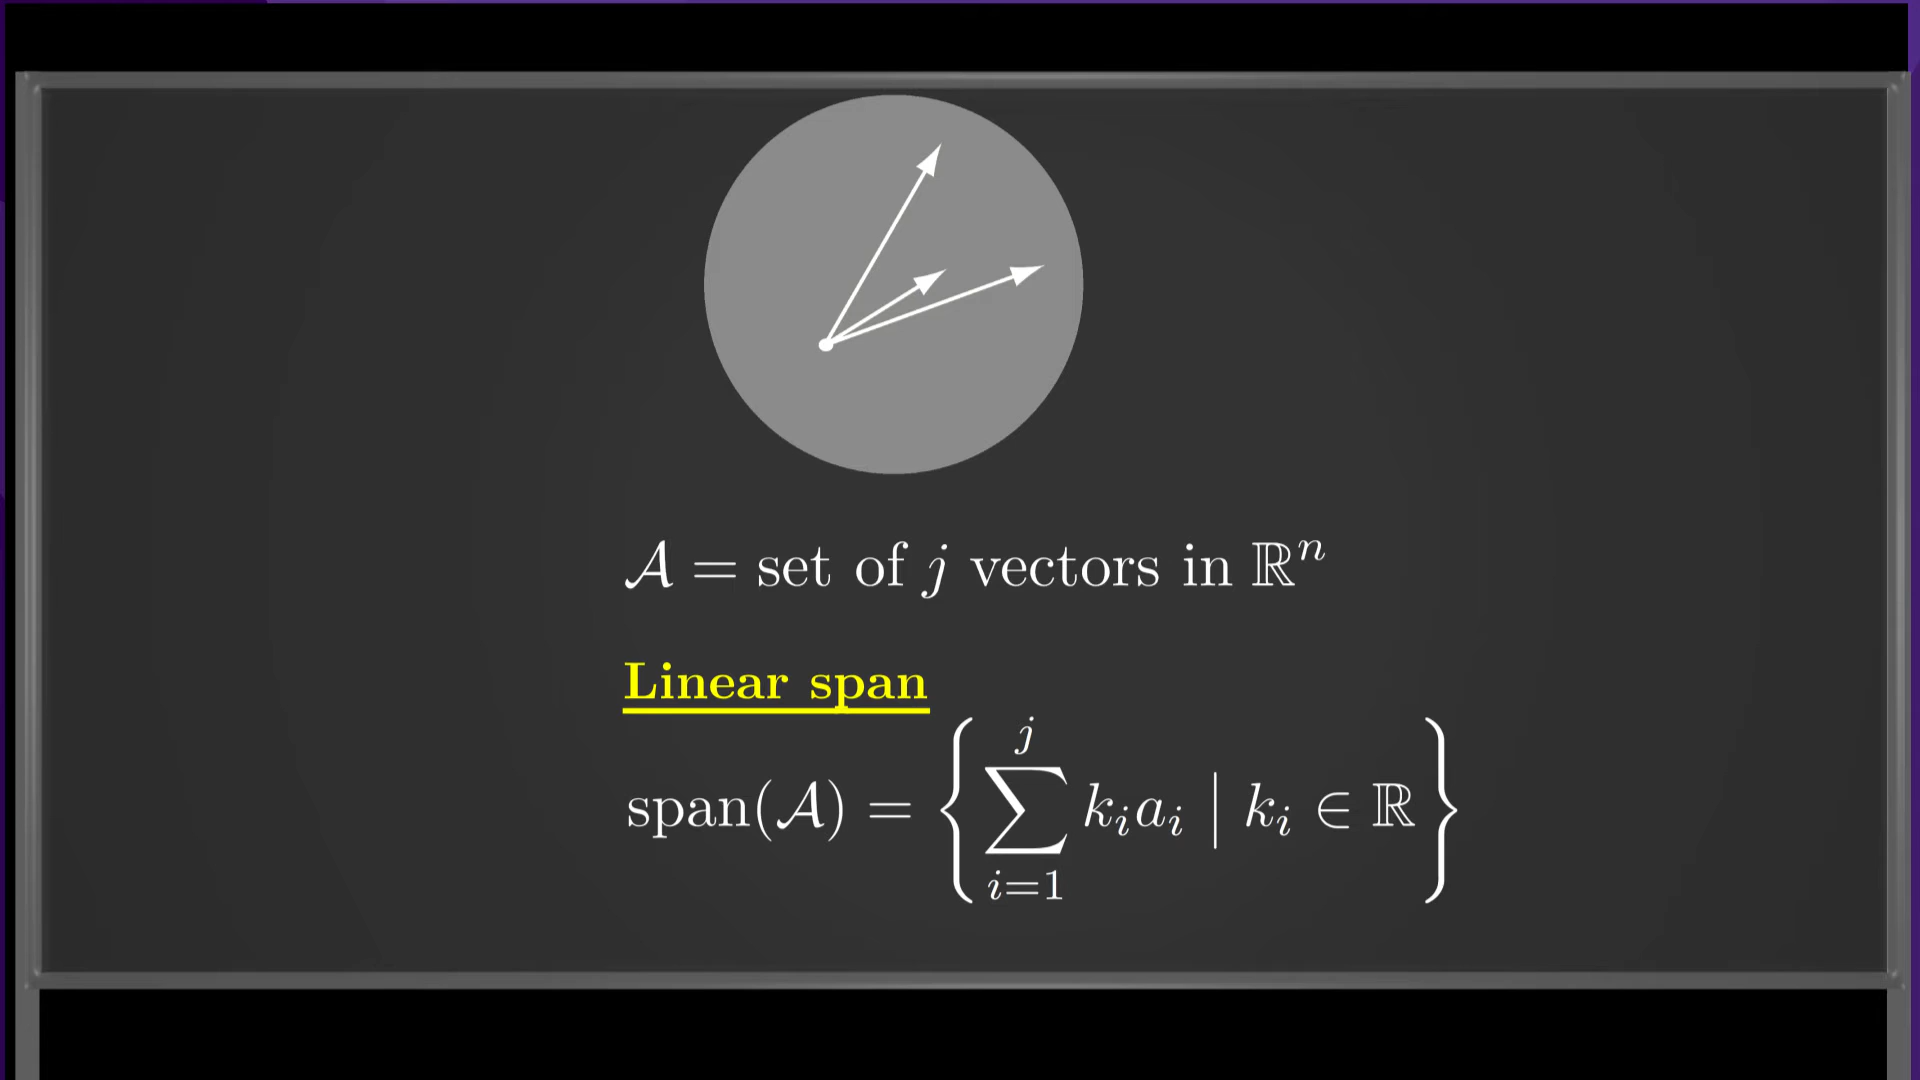 𝒜 = set of j vectors in ℝⁿ
Linear span
span(𝒜) = { ∑_{i=1}^{j} kᵢaᵢ | kᵢ ∈ ℝ }